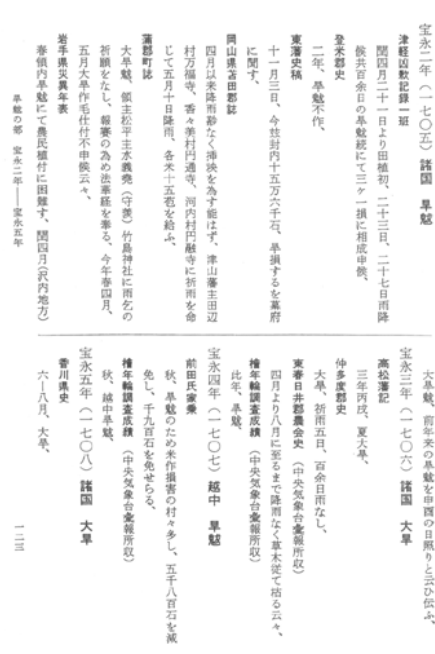 宝永二年(一七〇五) 諸国 旱魃
津軽凶歉記録一班
閏四月二十一日より田植初、二十三日、二十七日雨降
候共百余日の旱魃続にて三ケ一損に相成申候、
登米郡史
二年、旱魃不作、
東藩史稿
十一月三日、今玆封内十五万六千石、旱損するを幕府
に聞す、
岡山県苫田郡誌
四月以来降雨尠なく挿秧を為す能はず、津山藩主田辺
村万福寺、香々美村円通寺、河内村円融寺に祈雨を命
じて五月十日降雨、各米十五苞を給ふ、
蒲郡町誌
大旱魃、領主松平主水義堯(守羨)竹島神社に雨乞の
祈願をなし、報賽の為め法華経を奉る、今年春四月、
五月大旱作毛仕付不申候云々、
岩手県災異年表
春領内旱魃にて農民植付に困難す、閏四月(沢内地方)
旱魃の部 宝永二年——宝永五年
大旱魃、前年来の旱魃を申酉の日照りと云ひ伝ふ、
宝永三年(一七〇六) 諸国 大旱
高松藩記
三年丙戌、夏大旱、
仲多度郡史
大旱、祈雨五日、百余日雨なし、
東春日井郡農会史(中央気象台彙報所収)
四月より八月に至るまで降雨なく草木従て枯る云々、
檜年輪調査成績(中央気象台彙報所収)
此年、旱魃、
宝永四年(一七〇七) 越中 旱魃
前田氏家乗
秋、旱魃のため米作損害の村々多し、五千八百石を減
免し、千九百石を免せらる、
檜年輪調査成績(中央気象台彙報所収)
秋、越中旱魃、
宝永五年(一七〇八) 諸国 大旱
香川県史
六—八月、大旱、
一二三